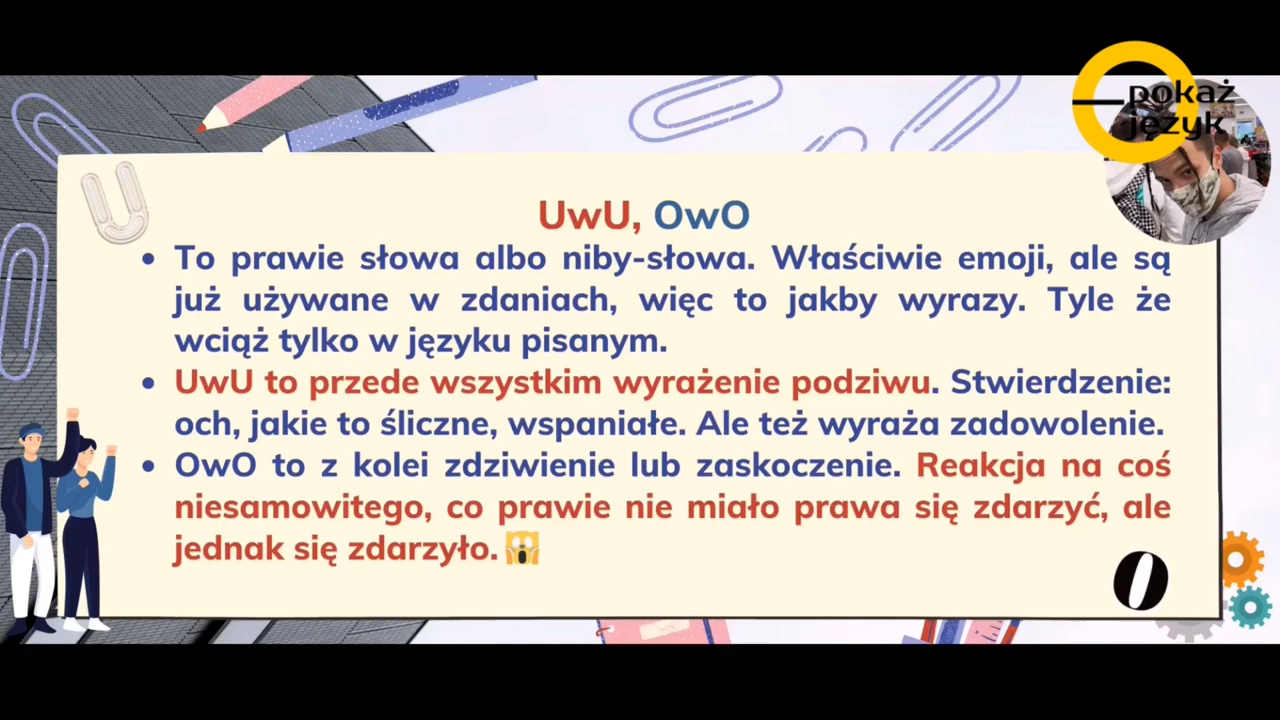 pokaż
język
UwU, OwO
• To prawie słowa albo niby-słowa. Właściwie emoji, ale są
już używane w zdaniach, więc to jakby wyrazy. Tyle że
wciąż tylko w języku pisanym.
• UwU to przede wszystkim wyrażenie podziwu. Stwierdzenie:
och, jakie to śliczne, wspaniałe. Ale też wyraża zadowolenie.
• OwO to z kolei zdziwienie lub zaskoczenie. Reakcja na coś
niesamowitego, co prawie nie miało prawa się zdarzyć, ale
jednak się zdarzyło. 😱
U
O